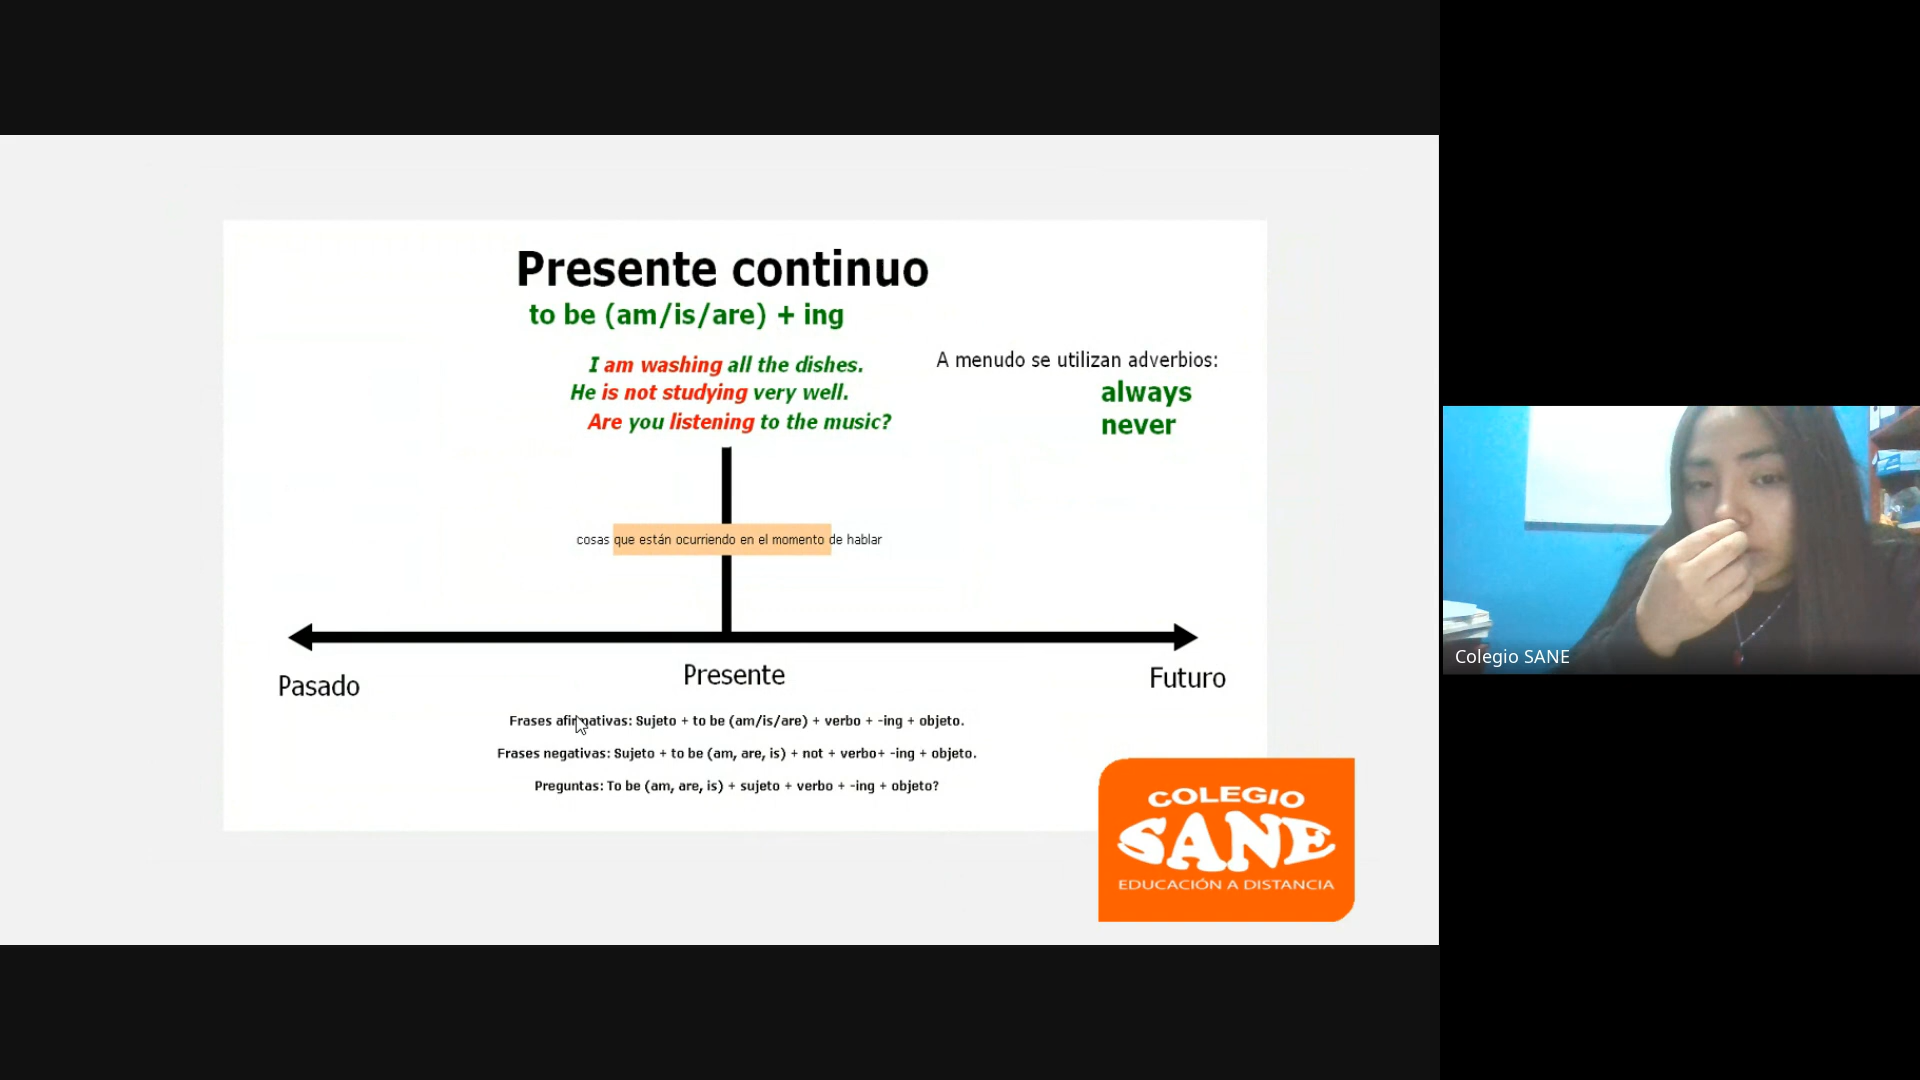 Presente continuo
to be (am/is/are) + ing
I am washing all the dishes.
He is not studying very well.
Are you listening to the music?
A menudo se utilizan adverbios:
always
never
cosas que están ocurriendo en el momento de hablar
Pasado
Presente
Futuro
Frases afirmativas: Sujeto + to be (am/is/are) + verbo + -ing + objeto.
Frases negativas: Sujeto + to be (am, are, is) + not + verbo+ -ing + objeto.
Preguntas: To be (am, are, is) + sujeto + verbo + -ing + objeto?
COLEGIO
SANE
EDUCACIÓN A DISTANCIA
Colegio SANE